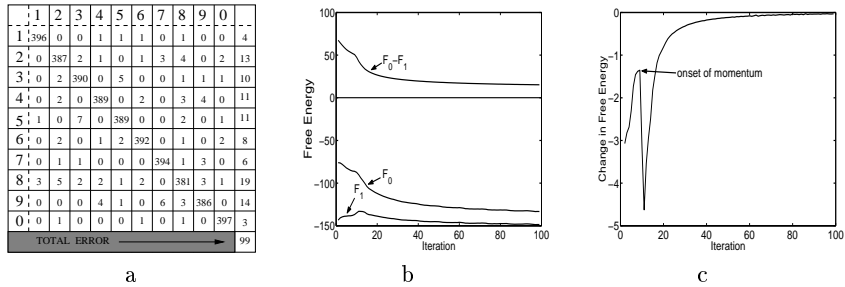 1 2 3 4 5 6 7 8 9 0
1 396 0 0 1 1 1 0 1 0 0 4
2 0 387 2 1 0 1 3 4 0 2 13
3 0 2 390 0 5 0 0 1 1 1 10
4 0 2 0 389 0 2 0 3 4 0 11
5 1 0 7 0 389 0 0 2 0 1 11
6 0 2 0 1 2 392 0 1 0 2 8
7 0 1 1 0 0 0 394 1 3 0 6
8 3 5 2 2 1 2 0 381 3 1 19
9 0 0 0 4 1 0 6 3 386 0 14
0 0 1 0 0 0 1 0 1 0 397 3
TOTAL ERROR 99
a
Free Energy
100
50
0
−50
−100
−150
F0−F1
F0
F1
0 20 40 60 80 100
Iteration
b
Change in Free Energy
0
−1
−2
−3
−4
−5
onset of momentum
0 20 40 60 80 100
Iteration
c